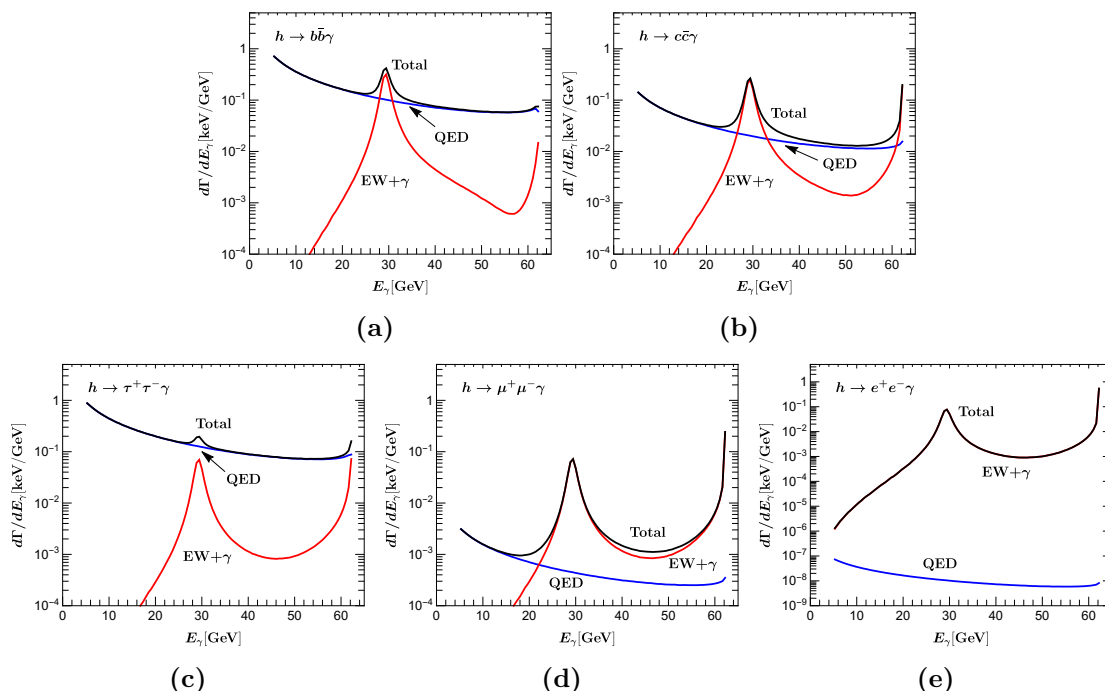 h → bb̄γ
dΓ/dE_γ[keV/GeV]
1
10⁻¹
10⁻²
10⁻³
10⁻⁴
Total
QED
EW+γ
0 10 20 30 40 50 60
E_γ[GeV]
(a)
h → cc̄γ
dΓ/dE_γ[keV/GeV]
1
10⁻¹
10⁻²
10⁻³
10⁻⁴
Total
QED
EW+γ
0 10 20 30 40 50 60
E_γ[GeV]
(b)
h → τ⁺τ⁻γ
dΓ/dE_γ[keV/GeV]
1
10⁻¹
10⁻²
10⁻³
10⁻⁴
QED
EW+γ
0 10 20 30 40 50 60
E_γ[GeV]
(c)
h → μ⁺μ⁻γ
dΓ/dE_γ[keV/GeV]
1
10⁻¹
10⁻²
10⁻³
10⁻⁴
Total
EW+γ
QED
0 10 20 30 40 50 60
E_γ[GeV]
(d)
h → e⁺e⁻γ
dΓ/dE_γ[keV/GeV]
1
10⁻¹
10⁻²
10⁻³
10⁻⁴
10⁻⁵
10⁻⁶
10⁻⁷
10⁻⁸
10⁻⁹
Total
EW+γ
QED
0 10 20 30 40 50 60
E_γ[GeV]
(e)
Total